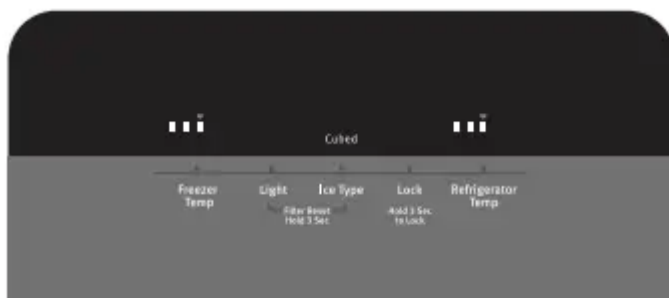 Cubed
Freezer Temp
Light
Ice Type
Lock
Refrigerator Temp
Filter Reset
Hold 3 Sec
Hold 3 Sec
to Lock